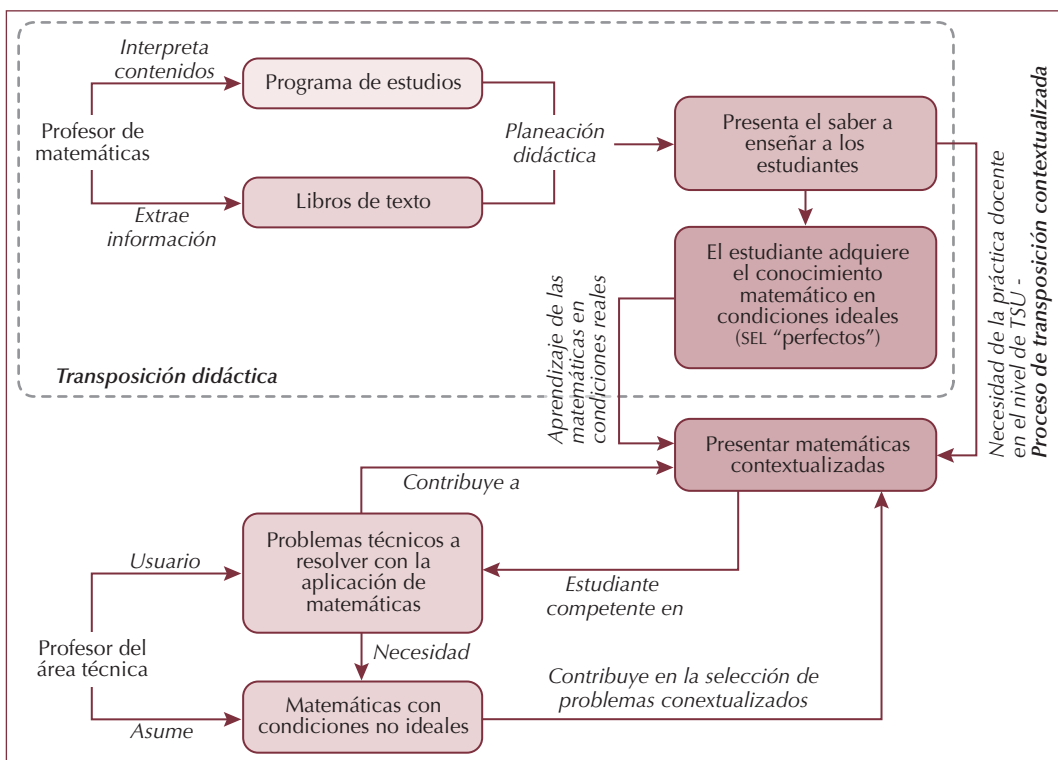 Interpreta
contenidos
Programa de estudios
Profesor de
matemáticas
Planeación
didáctica
Presenta el saber a
enseñar a los
estudiantes
Libros de texto
Extrae
información
El estudiante adquiere
el conocimiento
matemático en
condiciones ideales
(SEL “perfectos”)
Transposición didáctica
Aprendizaje de las
matemáticas en
condiciones reales
Necesidad de la práctica docente
en el nivel de TSU -
Proceso de transposición contextualizada
Presentar matemáticas
contextualizadas
Contribuye a
Problemas técnicos a
resolver con la
aplicación de
matemáticas
Usuario
Estudiante
competente en
Profesor del
área técnica
Necesidad
Contribuye en la selección de
problemas conextualizados
Matemáticas con
condiciones no ideales
Asume